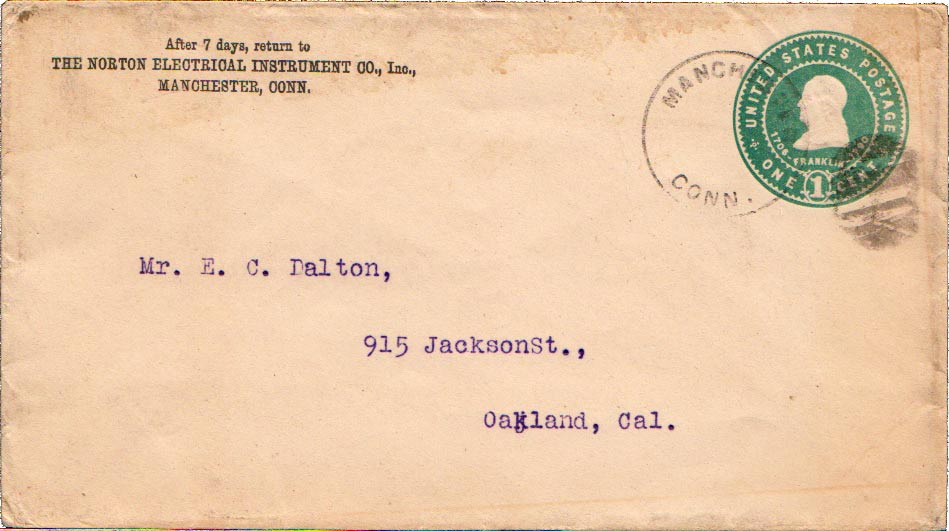 After 7 days, return to
THE NORTON ELECTRICAL INSTRUMENT CO., Inc.,
MANCHESTER, CONN.
MANCH
CONN.
UNITED STATES POSTAGE
1706 FRANKLIN
ONE 1
Mr. E. C. Dalton,
915 JacksonSt.,
Oakland, Cal.